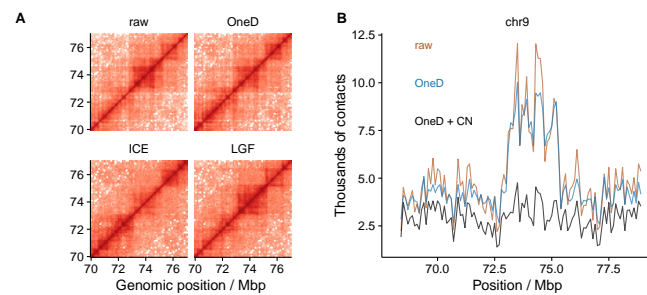 A
raw
OneD
76
74
72
70
ICE
LGF
76
74
72
70
70 72 74 76 70 72 74 76
Genomic position / Mbp
B
chr9
Thousands of contacts
12.5
10.0
7.5
5.0
2.5
raw
OneD
OneD + CN
70.0 72.5 75.0 77.5
Position / Mbp